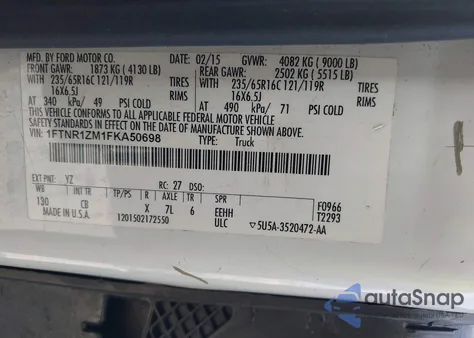 MFD. BY FORD MOTOR CO. 02/15 GVWR: 4082 KG ( 9000 LB)
FRONT GAWR: 1873 KG ( 4130 LB) REAR GAWR: 2502 KG ( 5515 LB)
WITH WITH
235/65R16C 121/119R TIRES 235/65R16C 121/119R TIRES
16X6.5J RIMS 16X6.5J RIMS
AT 340 kPa/ 49 PSI COLD AT 490 kPa/ 71 PSI COLD
THIS VEHICLE CONFORMS TO ALL APPLICABLE FEDERAL MOTOR VEHICLE SAFETY
STANDARDS IN EFFECT ON THE DATE OF MANUFACTURE SHOWN ABOVE.
VIN: 1FTNR1ZM1FKA50698 TYPE: Truck
EXT PNT: YZ RC: 27 DSO:
WB INT TR TP/PS R AXLE TR SPR F0966
130 CB X 7L 6 EEHH T2293
MADE IN U.S.A. 1201502172550 ULC ▽5U5A-3520472-AA
autoSnap